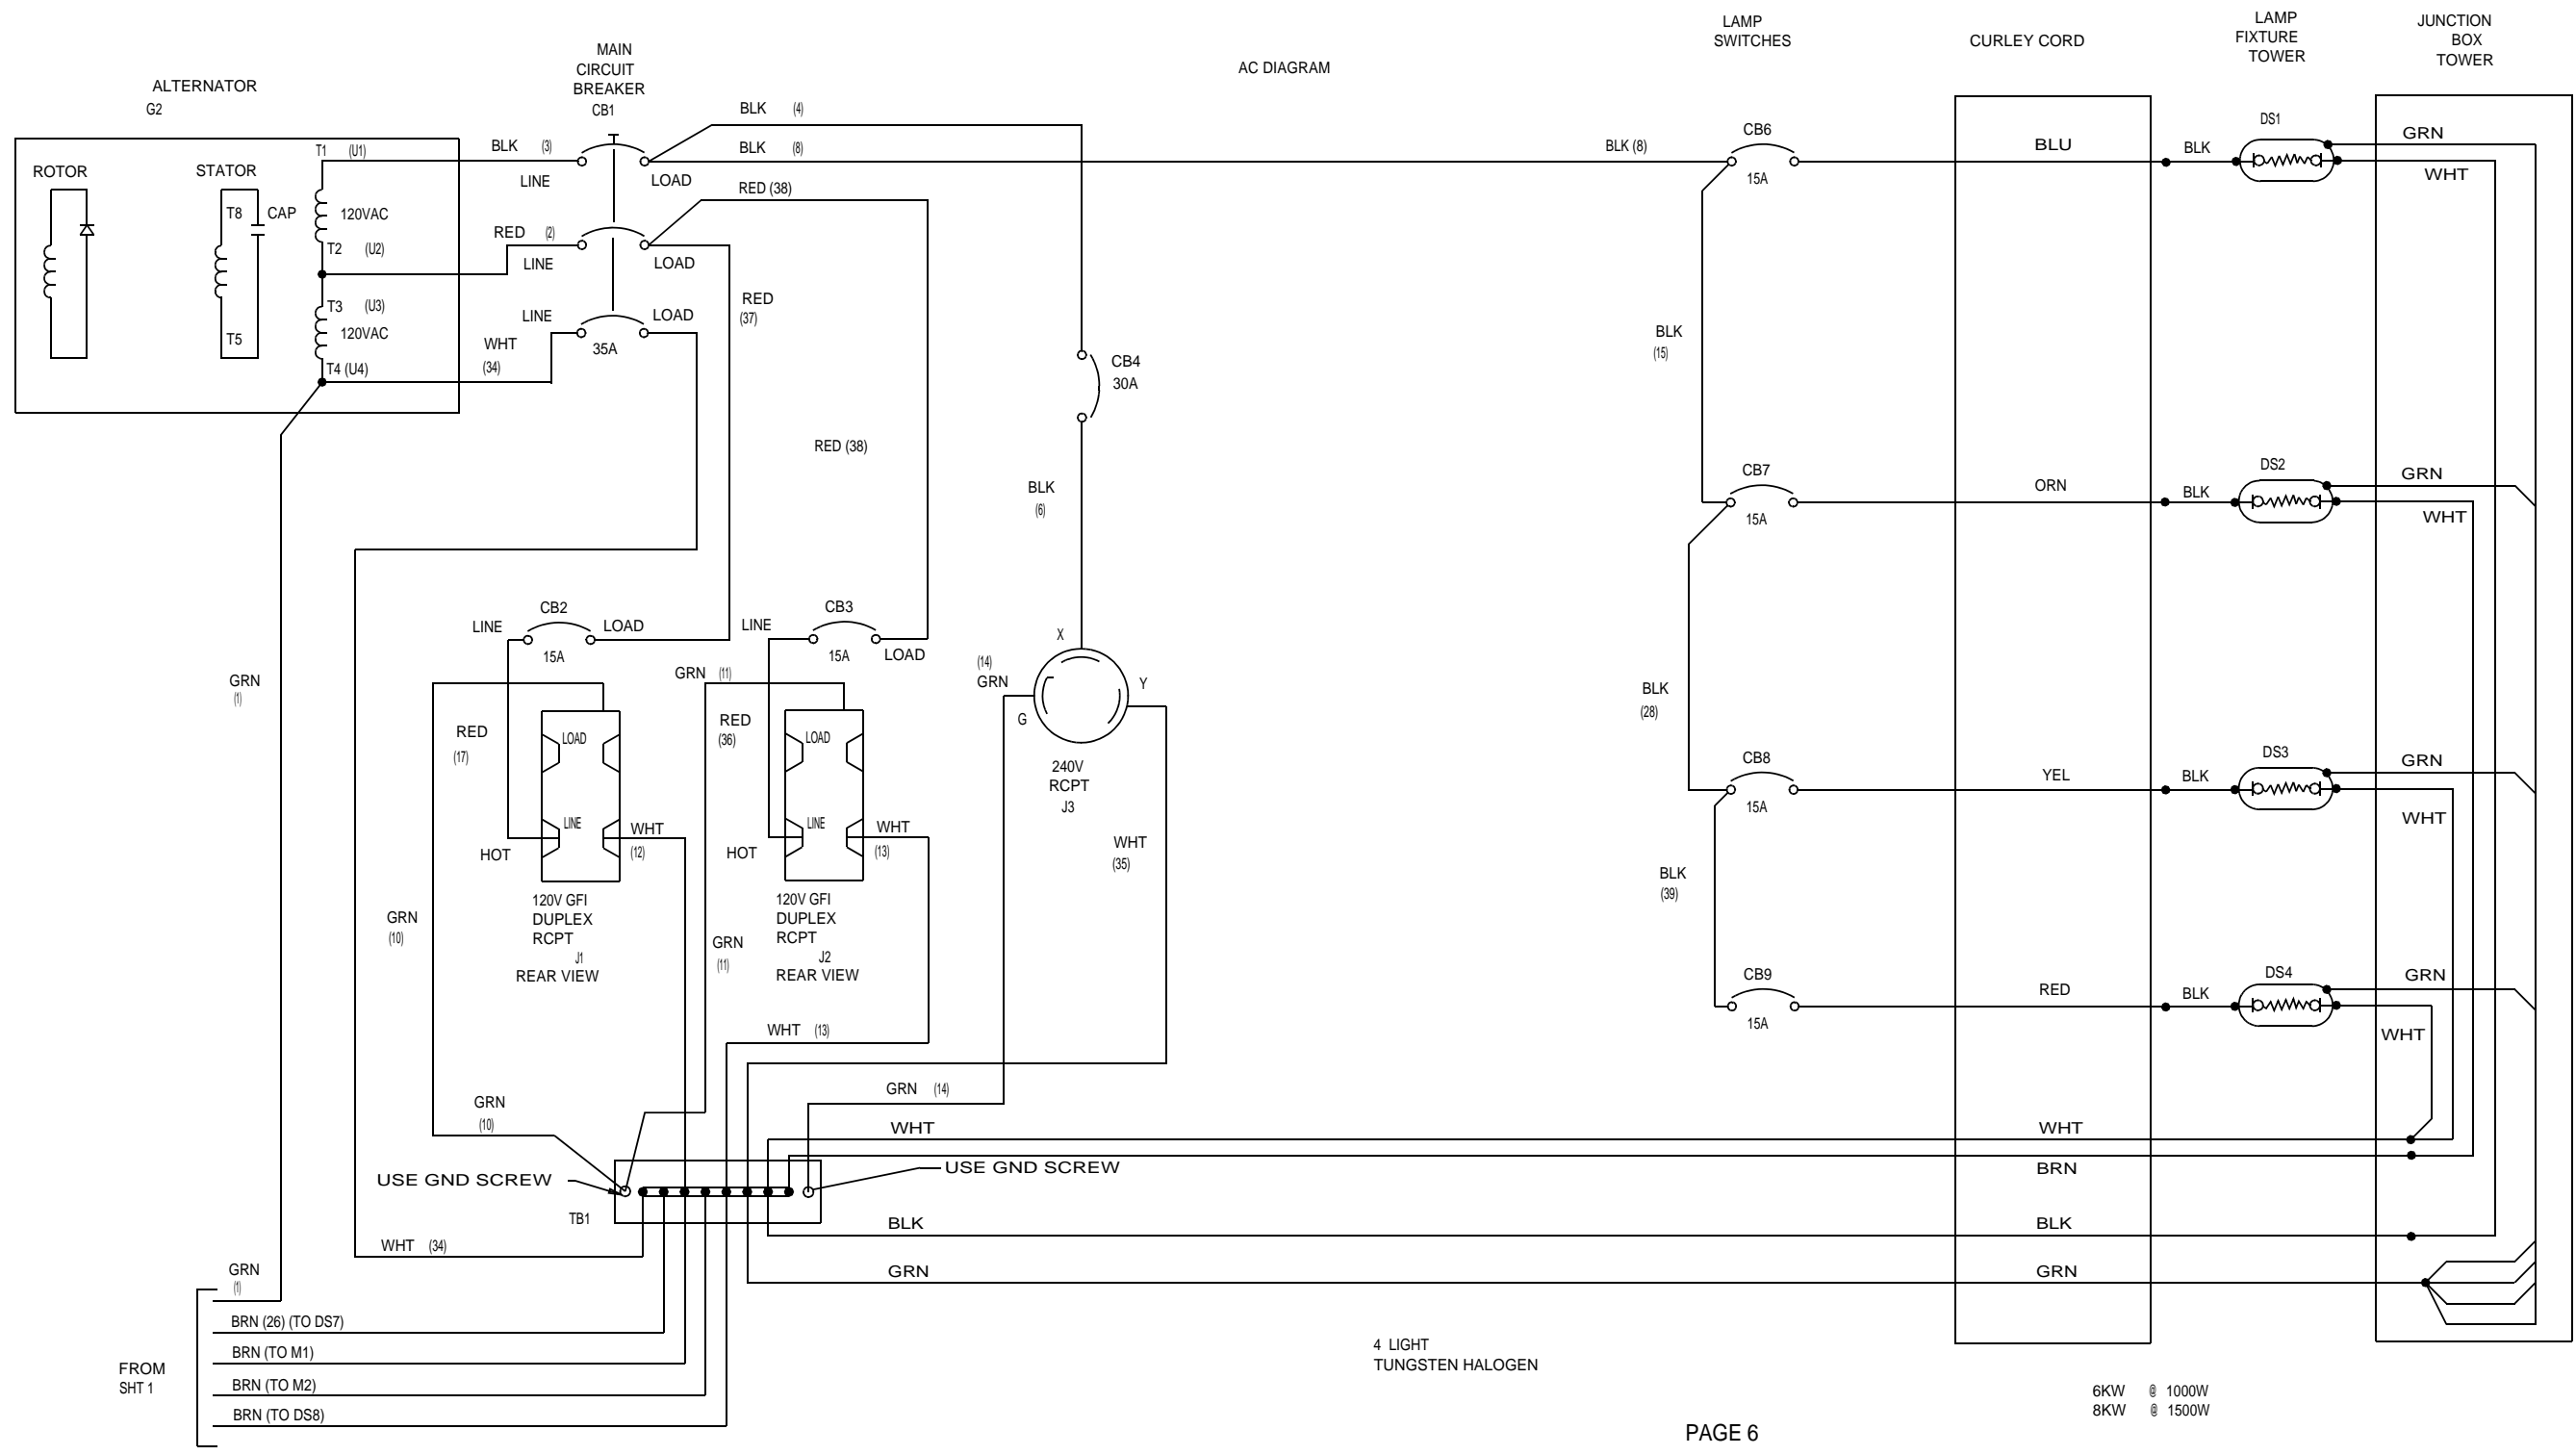 AC DIAGRAM
LAMP
SWITCHES
CURLEY CORD
LAMP
FIXTURE
TOWER
JUNCTION
BOX
TOWER
ALTERNATOR
G2
MAIN
CIRCUIT
BREAKER
CB1
ROTOR
STATOR
T8
CAP
T5
T1 (U1)
120VAC
T2 (U2)
T3 (U3)
120VAC
T4 (U4)
BLK (3)
LINE
LOAD
RED (2)
LINE
LOAD
LINE
LOAD
WHT
(34)
35A
BLK (4)
BLK (8)
RED (38)
RED
(37)
RED (38)
CB4
30A
BLK
(6)
BLK (8)
CB6
15A
BLU
BLK
DS1
GRN
WHT
BLK
(15)
CB7
15A
ORN
BLK
DS2
GRN
WHT
BLK
(28)
CB8
15A
YEL
BLK
DS3
GRN
WHT
BLK
(39)
CB9
15A
RED
BLK
DS4
GRN
WHT
CB2
LINE
LOAD
15A
CB3
LINE
15A
LOAD
GRN
(1)
GRN (11)
RED
(17)
LOAD
LINE
HOT
WHT
(12)
120V GFI
DUPLEX
RCPT
J1
REAR VIEW
RED
(36)
LOAD
LINE
HOT
WHT
(13)
120V GFI
DUPLEX
RCPT
J2
REAR VIEW
X
Y
G
(14)
GRN
240V
RCPT
J3
WHT
(35)
GRN
(10)
GRN
(11)
WHT (13)
GRN (14)
GRN
(10)
WHT
WHT
USE GND SCREW
USE GND SCREW
BRN
TB1
BLK
BLK
WHT (34)
GRN
GRN
GRN
(1)
BRN (26) (TO DS7)
BRN (TO M1)
BRN (TO M2)
BRN (TO DS8)
FROM
SHT 1
4 LIGHT
TUNGSTEN HALOGEN
6KW @ 1000W
8KW @ 1500W
PAGE 6